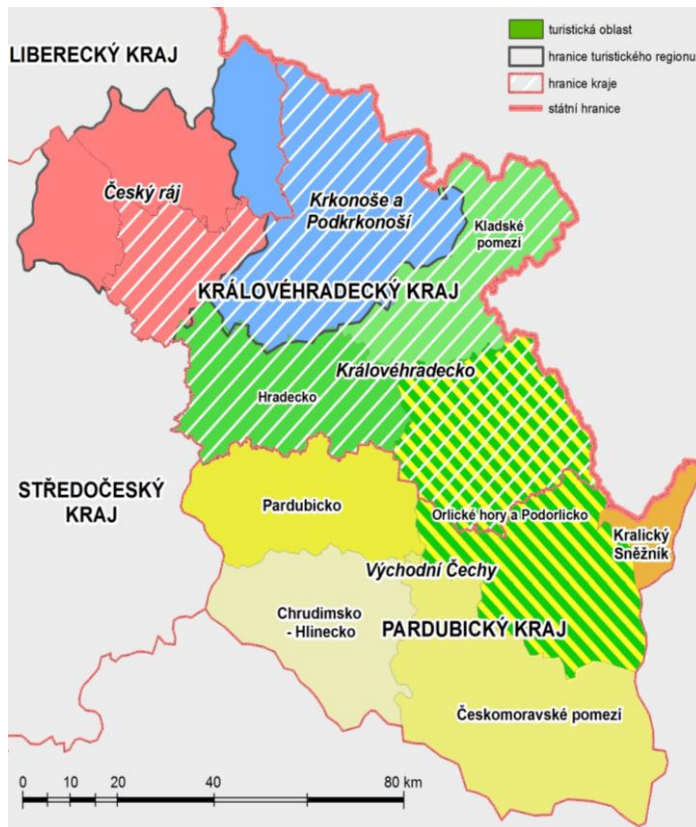 LIBERECKÝ KRAJ
turistická oblast
hranice turistického regionu
hranice kraje
státní hranice
Český ráj
Krkonoše a
Podkrkonoší
Kladské
pomezí
KRÁLOVÉHRADECKÝ KRAJ
Královéhradecko
Hradecko
STŘEDOČESKÝ
KRAJ
Pardubicko
Orlické hory a Podorlicko
Kralický
Sněžník
Východní Čechy
Chrudimsko
- Hlinecko
PARDUBICKÝ KRAJ
Českomoravské pomezí
0 10 20 40 80 km